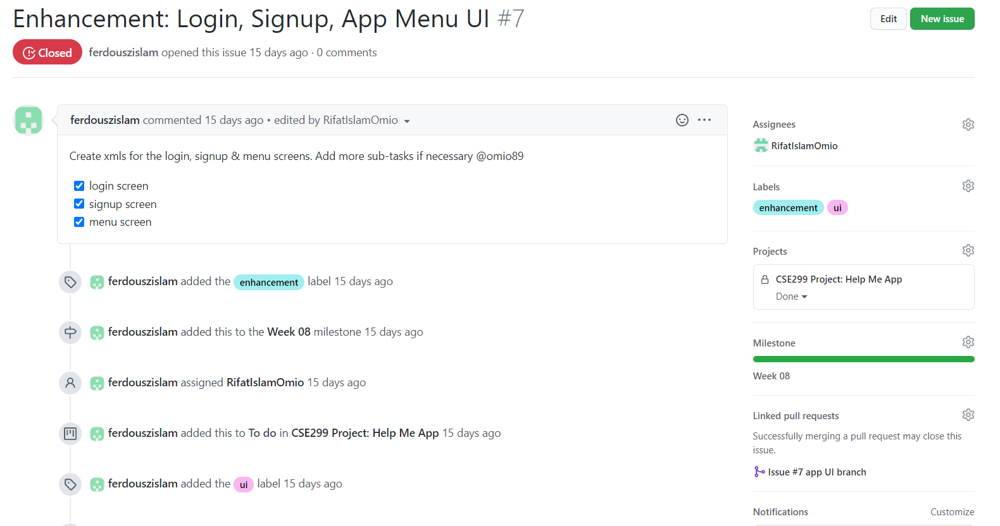 Enhancement: Login, Signup, App Menu UI #7
Edit
New issue
Closed
ferdouszislam opened this issue 15 days ago · 0 comments
ferdouszislam commented 15 days ago • edited by RifatIslamOmio
Create xmls for the login, signup & menu screens. Add more sub-tasks if necessary @omio89
login screen
signup screen
menu screen
ferdouszislam added the enhancement label 15 days ago
ferdouszislam added this to the Week 08 milestone 15 days ago
ferdouszislam assigned RifatIslamOmio 15 days ago
ferdouszislam added this to To do in CSE299 Project: Help Me App 15 days ago
ferdouszislam added the ui label 15 days ago
Assignees
RifatIslamOmio
Labels
enhancement ui
Projects
CSE299 Project: Help Me App
Done
Milestone
Week 08
Linked pull requests
Successfully merging a pull request may close this
issue.
Issue #7 app UI branch
Notifications
Customize